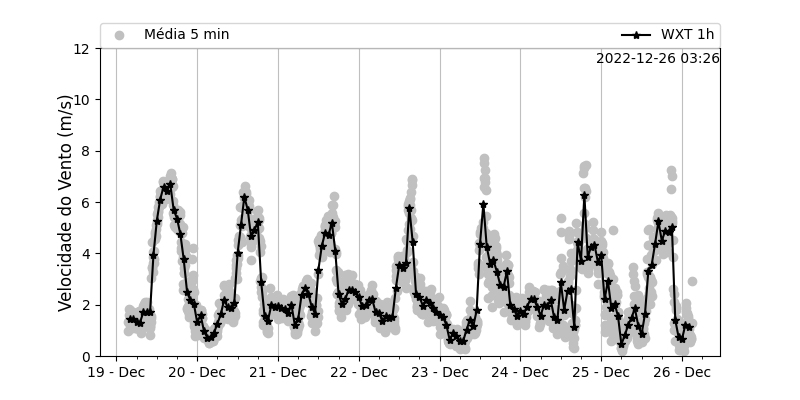 Média 5 min WXT 1h
2022-12-26 03:26
Velocidade do Vento (m/s)
12
10
8
6
4
2
0
19 - Dec 20 - Dec 21 - Dec 22 - Dec 23 - Dec 24 - Dec 25 - Dec 26 - Dec